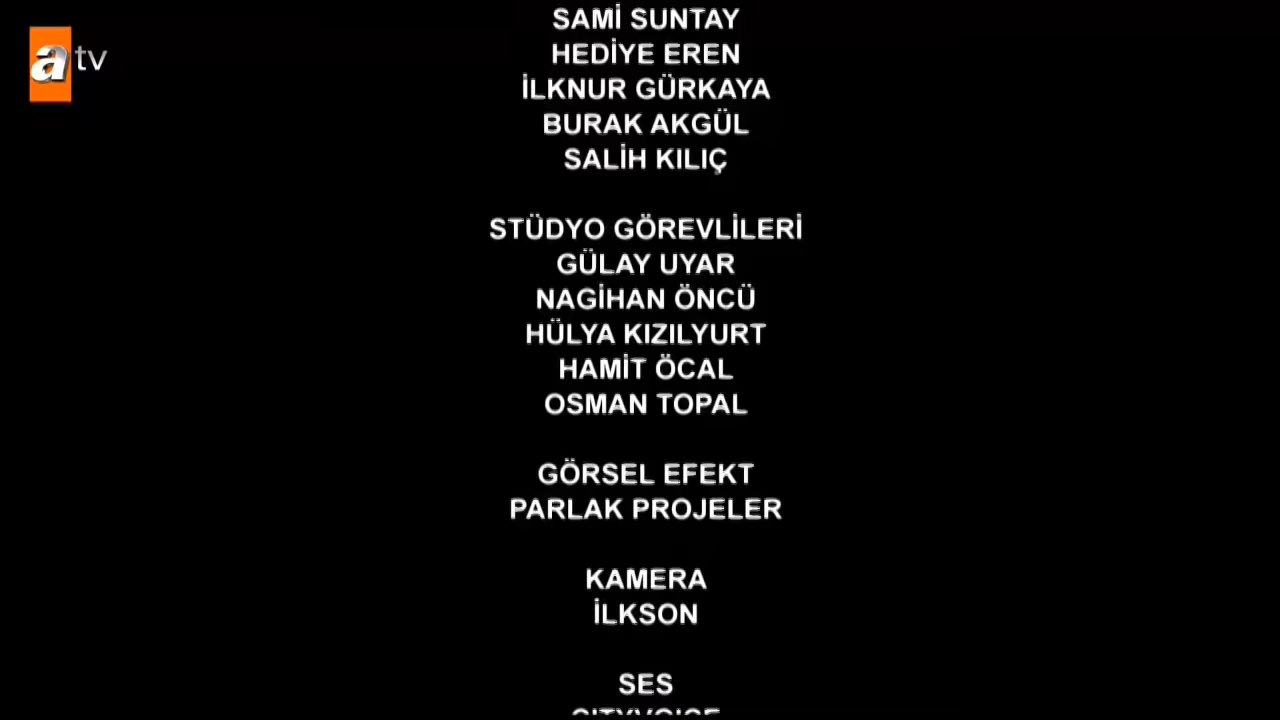 atv
SAMİ SUNTAY
HEDİYE EREN
İLKNUR GÜRKAYA
BURAK AKGÜL
SALİH KILIÇ
STÜDYO GÖREVLİLERİ
GÜLAY UYAR
NAGİHAN ÖNCÜ
HÜLYA KIZILYURT
HAMİT ÖCAL
OSMAN TOPAL
GÖRSEL EFEKT
PARLAK PROJELER
KAMERA
İLKSON
SES